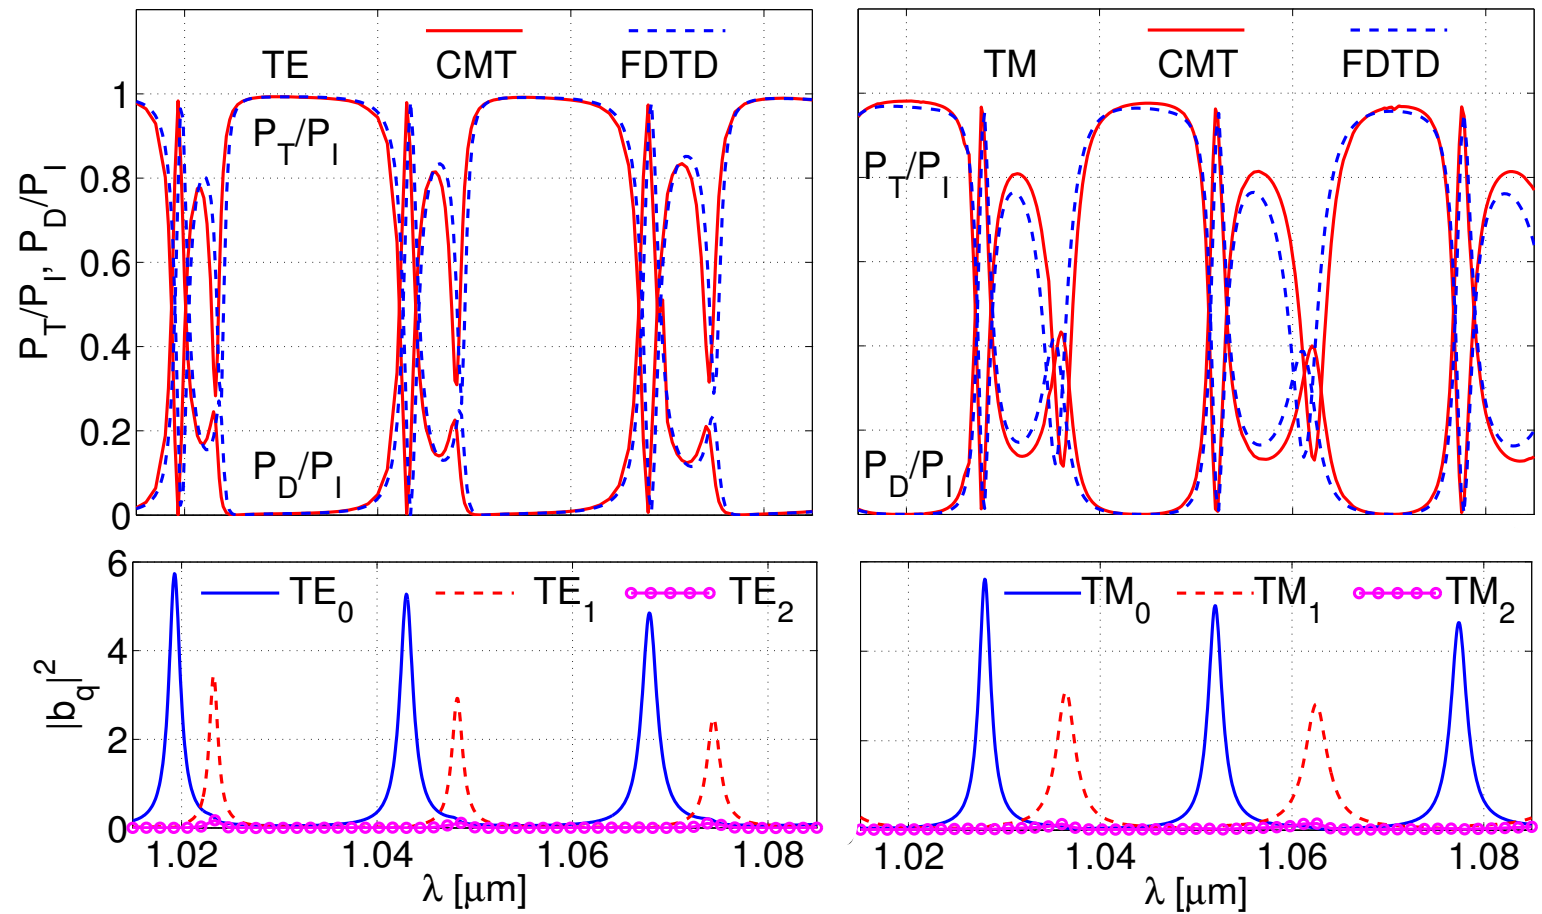 TE CMT FDTD
TM CMT FDTD
P_T/P_I, P_D/P_I
1
0.8
0.6
0.4
0.2
0
P_T/P_I
P_D/P_I
P_T/P_I
P_D/P_I
|b_q|^2
6
4
2
0
TE_0 TE_1 TE_2
TM_0 TM_1 TM_2
1.02 1.04 1.06 1.08
λ [μm]
1.02 1.04 1.06 1.08
λ [μm]